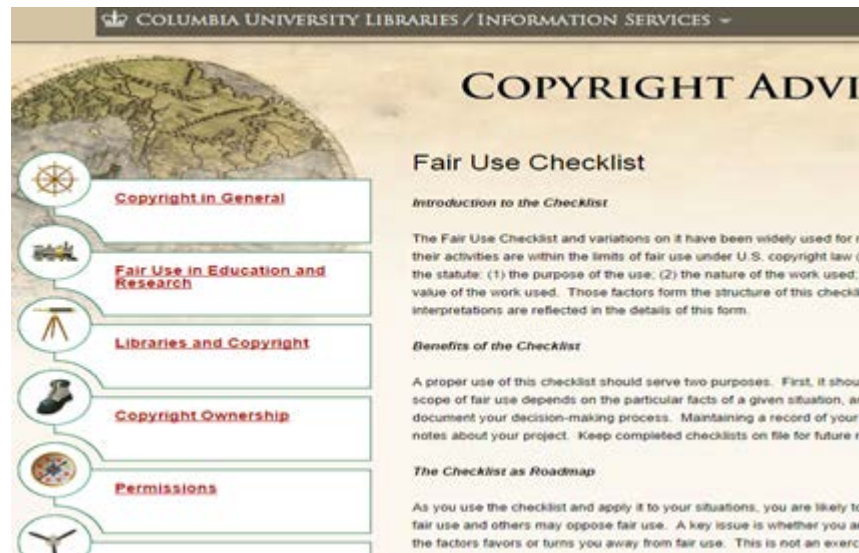 COLUMBIA UNIVERSITY LIBRARIES / INFORMATION SERVICES
COPYRIGHT ADVI
Copyright in General
Fair Use in Education and
Research
Libraries and Copyright
Copyright Ownership
Permissions
Fair Use Checklist
Introduction to the Checklist
The Fair Use Checklist and variations on it have been widely used for
their activities are within the limits of fair use under U.S. copyright law
the statute: (1) the purpose of the use; (2) the nature of the work used;
value of the work used. Those factors form the structure of this checkli
interpretations are reflected in the details of this form.
Benefits of the Checklist
A proper use of this checklist should serve two purposes. First, it shou
scope of fair use depends on the particular facts of a given situation, a
document your decision-making process. Maintaining a record of your
notes about your project. Keep completed checklists on file for future
The Checklist as Roadmap
As you use the checklist and apply it to your situations, you are likely to
fair use and others may oppose fair use. A key issue is whether you a
the factors favors or turns you away from fair use. This is not an exerc